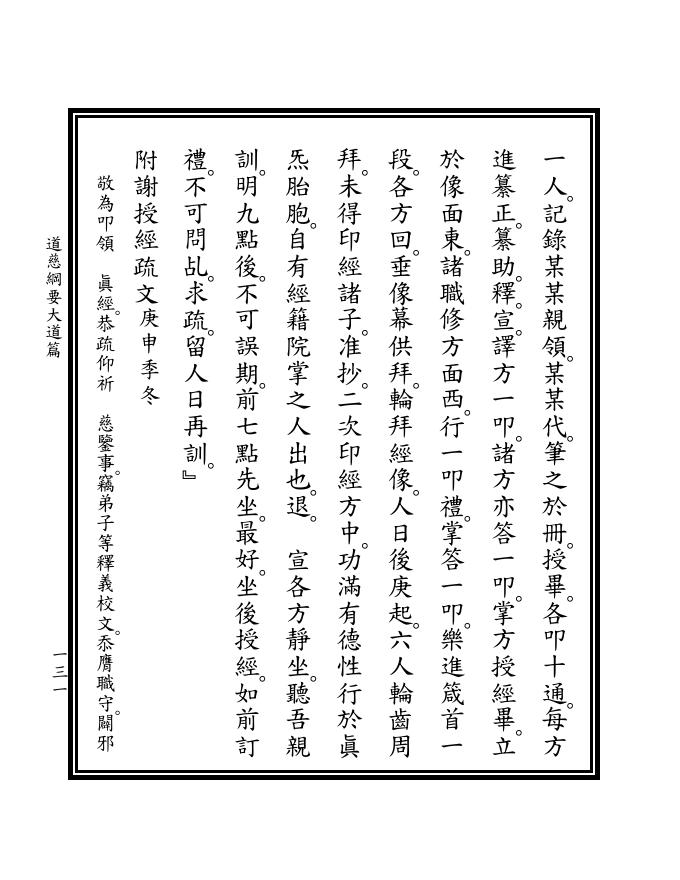 一人。記錄某某親領。某某代。筆之於冊。授畢。各叩十通。每方
進纂正。纂助。釋。宣。譯方一叩。諸方亦答一叩。掌方授經畢。立
於像面東。諸職修方面西。行一叩禮。掌答一叩。樂進箴首一
段。各方回。垂像幕供拜。輪拜經像。人日後庚起。六人輪齒周
拜。未得印經諸子。准抄。二次印經方中。功滿有德性行於眞
炁胎胞。自有經籍院掌之人出也。退。　宣各方靜坐。聽吾親
訓。明九點後。不可誤期。前七點先坐。最好。坐後授經。如前訂
禮。不可問乩。求疏。留人日再訓。』
附謝授經疏文庚申季冬
敬為叩領　眞經。恭疏仰祈　慈鑒事。竊弟子等釋義校文。忝膺職守。闢邪
道慈綱要大道篇
一三一